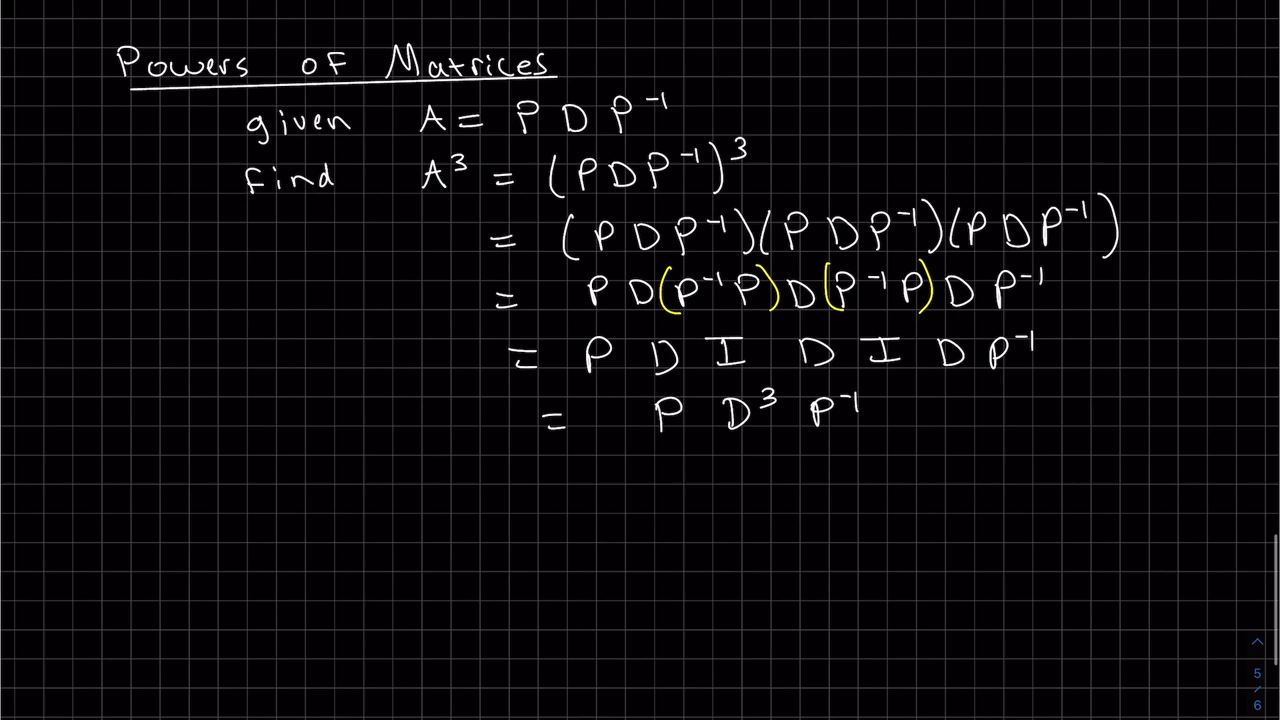 Powers of Matrices
given A = P D P⁻¹
find A³ = (P D P⁻¹)³
= (P D P⁻¹)(P D P⁻¹)(P D P⁻¹)
= P D (P⁻¹ P) D (P⁻¹ P) D P⁻¹
= P D I D I D P⁻¹
= P D³ P⁻¹
5
/
6